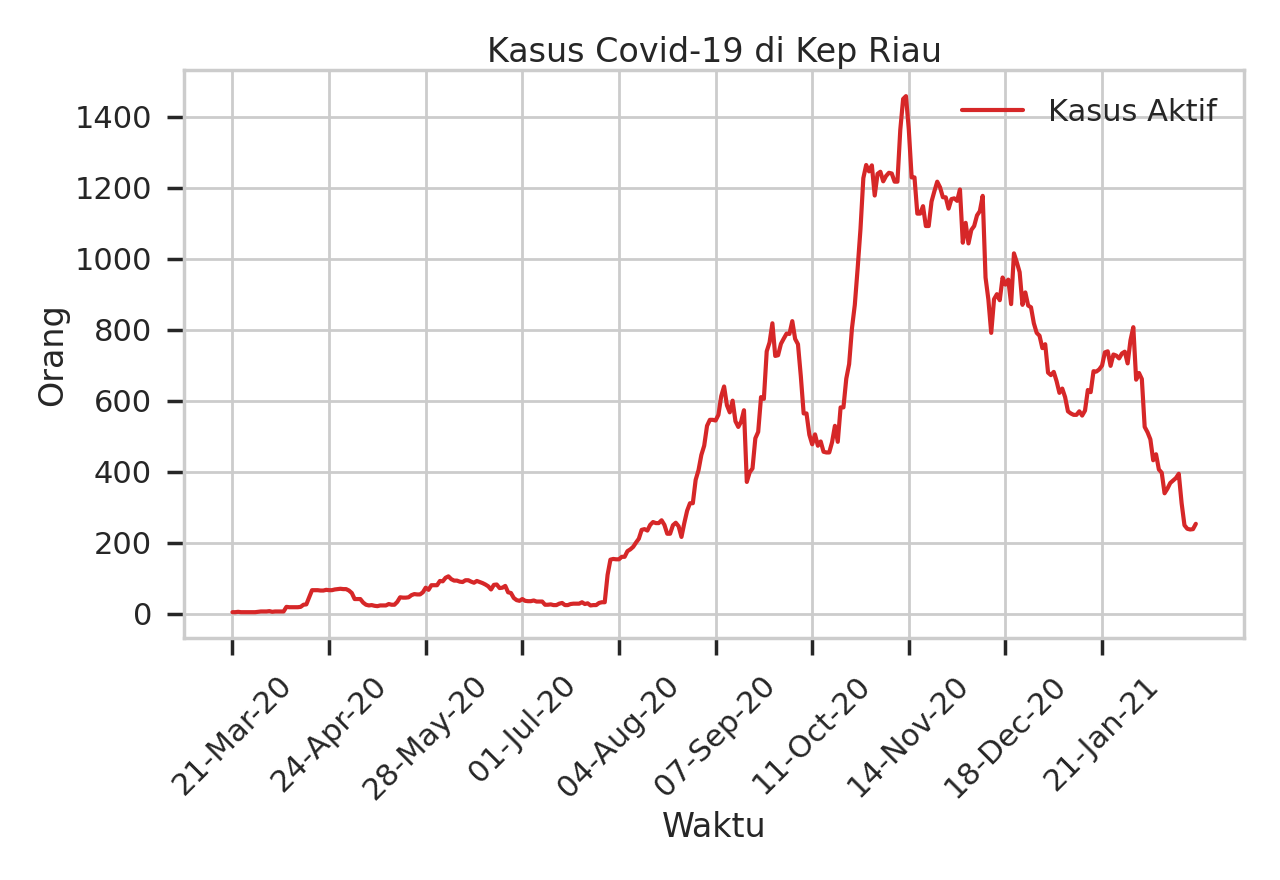 Kasus Covid-19 di Kep Riau
Kasus Aktif
1400
1200
1000
800
600
400
200
0
Orang
21-Mar-20
24-Apr-20
28-May-20
01-Jul-20
04-Aug-20
07-Sep-20
11-Oct-20
14-Nov-20
18-Dec-20
21-Jan-21
Waktu